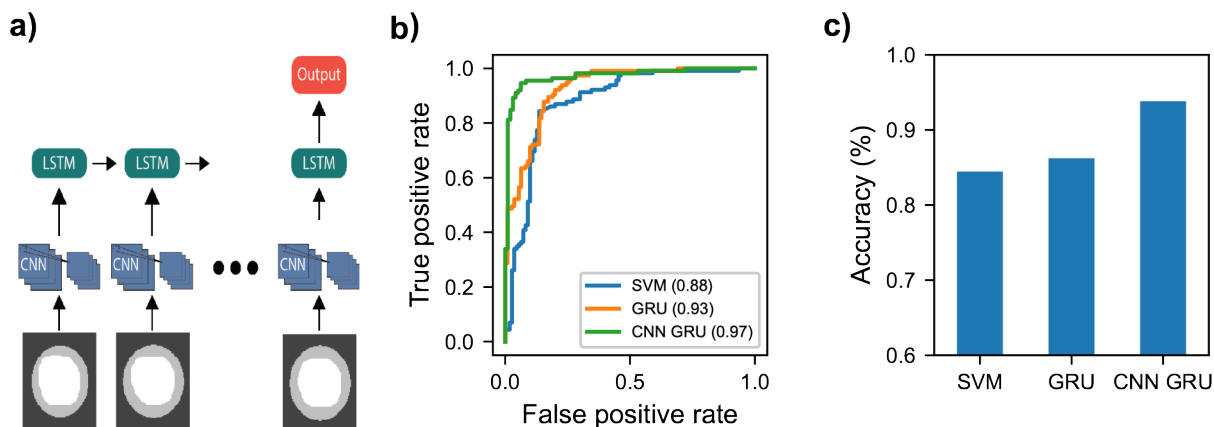 a)
Output
LSTM
LSTM
LSTM
CNN
CNN
CNN
b)
True positive rate
1.0
0.8
0.6
0.4
0.2
0.0
SVM (0.88)
GRU (0.93)
CNN GRU (0.97)
0.0 0.5 1.0
False positive rate
c)
Accuracy (%)
1.0
0.9
0.8
0.7
0.6
SVM GRU CNN GRU